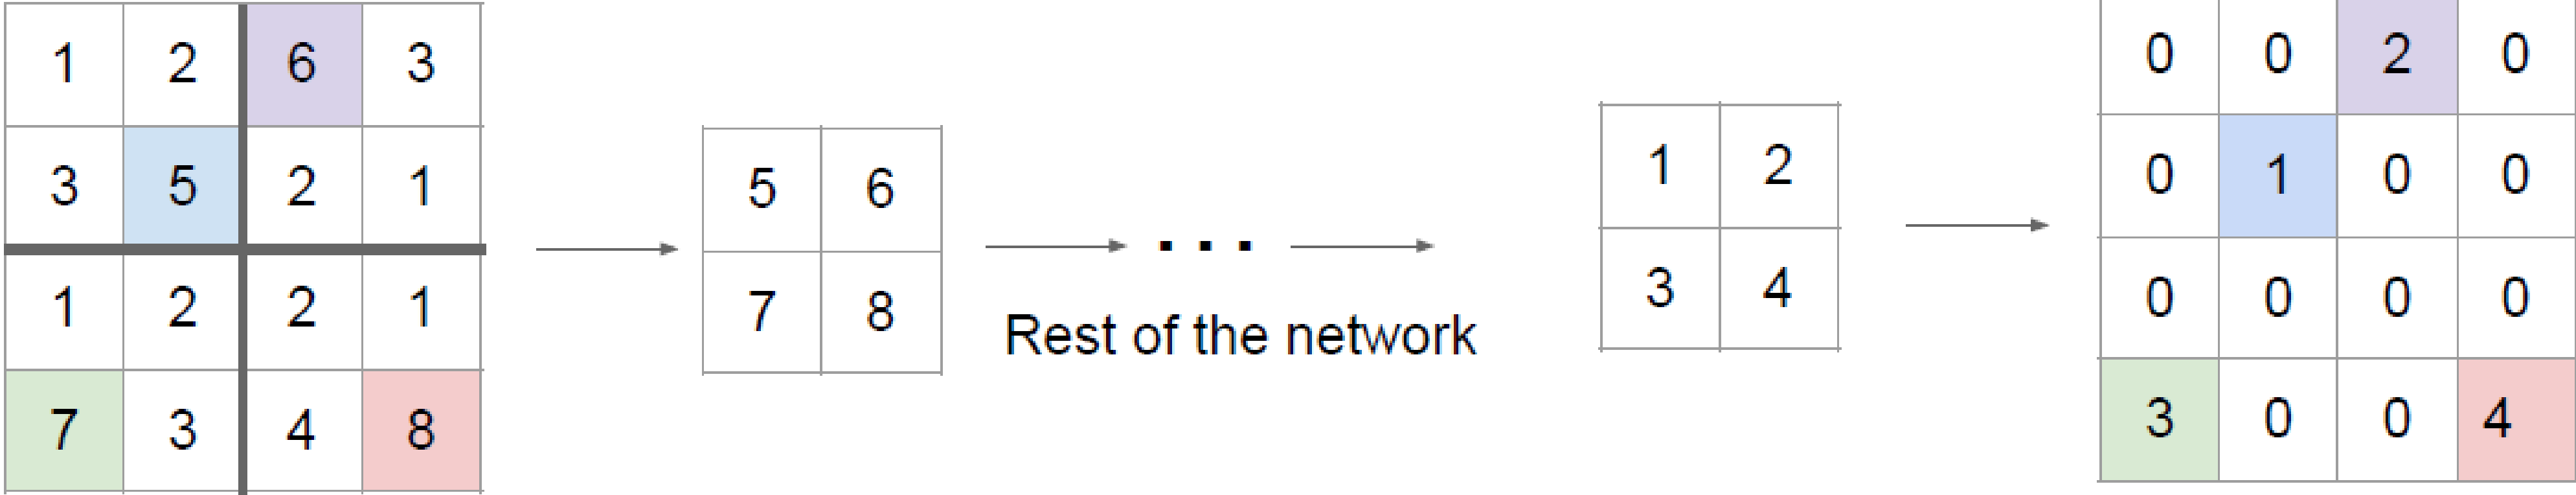 1 2 6 3
3 5 2 1
1 2 2 1
7 3 4 8
5 6
7 8
...
Rest of the network
1 2
3 4
0 0 2 0
0 1 0 0
0 0 0 0
3 0 0 4